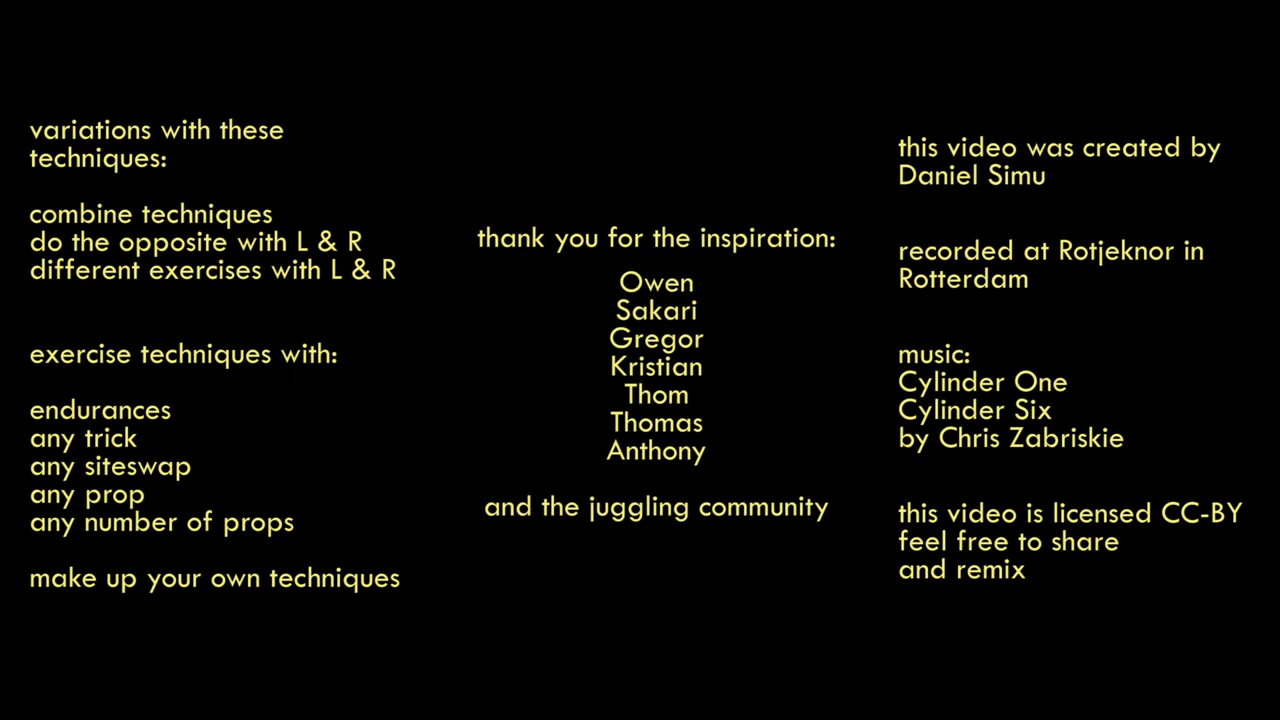 variations with these
techniques:
combine techniques
do the opposite with L & R
different exercises with L & R
exercise techniques with:
endurances
any trick
any siteswap
any prop
any number of props
make up your own techniques
thank you for the inspiration:
Owen
Sakari
Gregor
Kristian
Thom
Thomas
Anthony
and the juggling community
this video was created by
Daniel Simu
recorded at Rotjeknor in
Rotterdam
music:
Cylinder One
Cylinder Six
by Chris Zabriskie
this video is licensed CC-BY
feel free to share
and remix